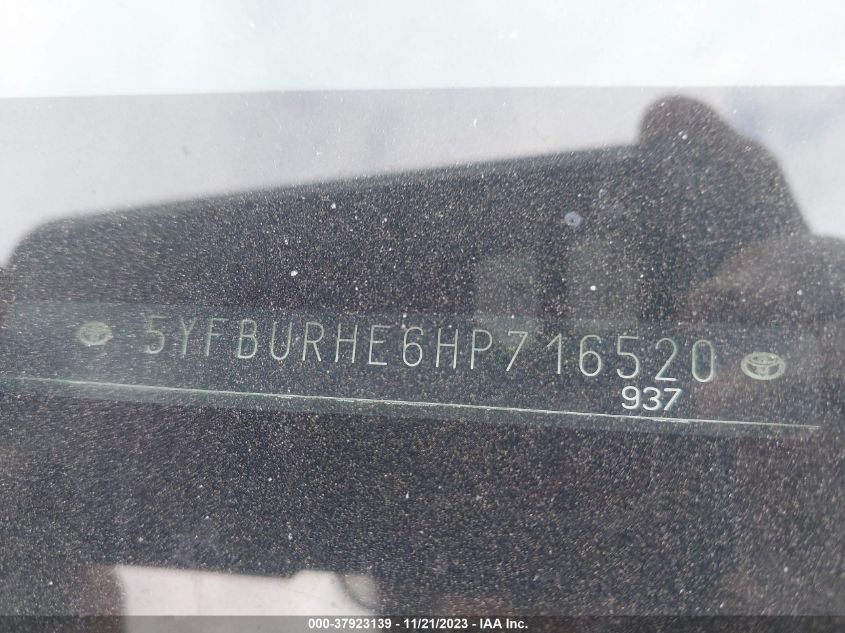 5YFBURHE6HP716520
937
000-37923139 - 11/21/2023 - IAA Inc.